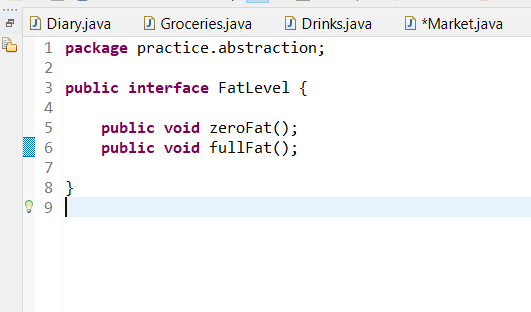 Diary.java Groceries.java Drinks.java *Market.java
1 package practice.abstraction;
2
3 public interface FatLevel {
4
5 public void zeroFat();
6 public void fullFat();
7
8 }
9